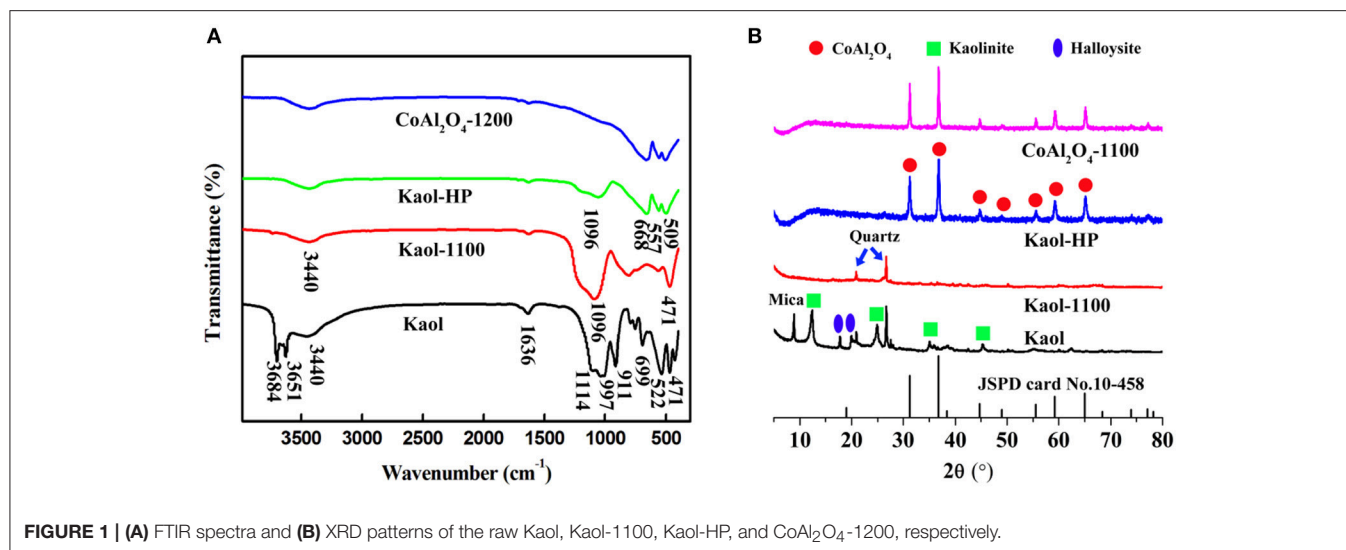 A
CoAl₂O₄-1200
Kaol-HP
1096
668
557
509
Kaol-1100
3440
1096
471
Kaol
3684
3651
3440
1636
1114
997
911
699
522
471
Transmittance (%)
3500 3000 2500 2000 1500 1000 500
Wavenumber (cm⁻¹)
B
CoAl₂O₄ Kaolinite Halloysite
CoAl₂O₄-1100
Kaol-HP
Quartz
Kaol-1100
Mica
Kaol
JSPD card No.10-458
10 20 30 40 50 60 70 80
2θ (°)
FIGURE 1 | (A) FTIR spectra and (B) XRD patterns of the raw Kaol, Kaol-1100, Kaol-HP, and CoAl₂O₄-1200, respectively.